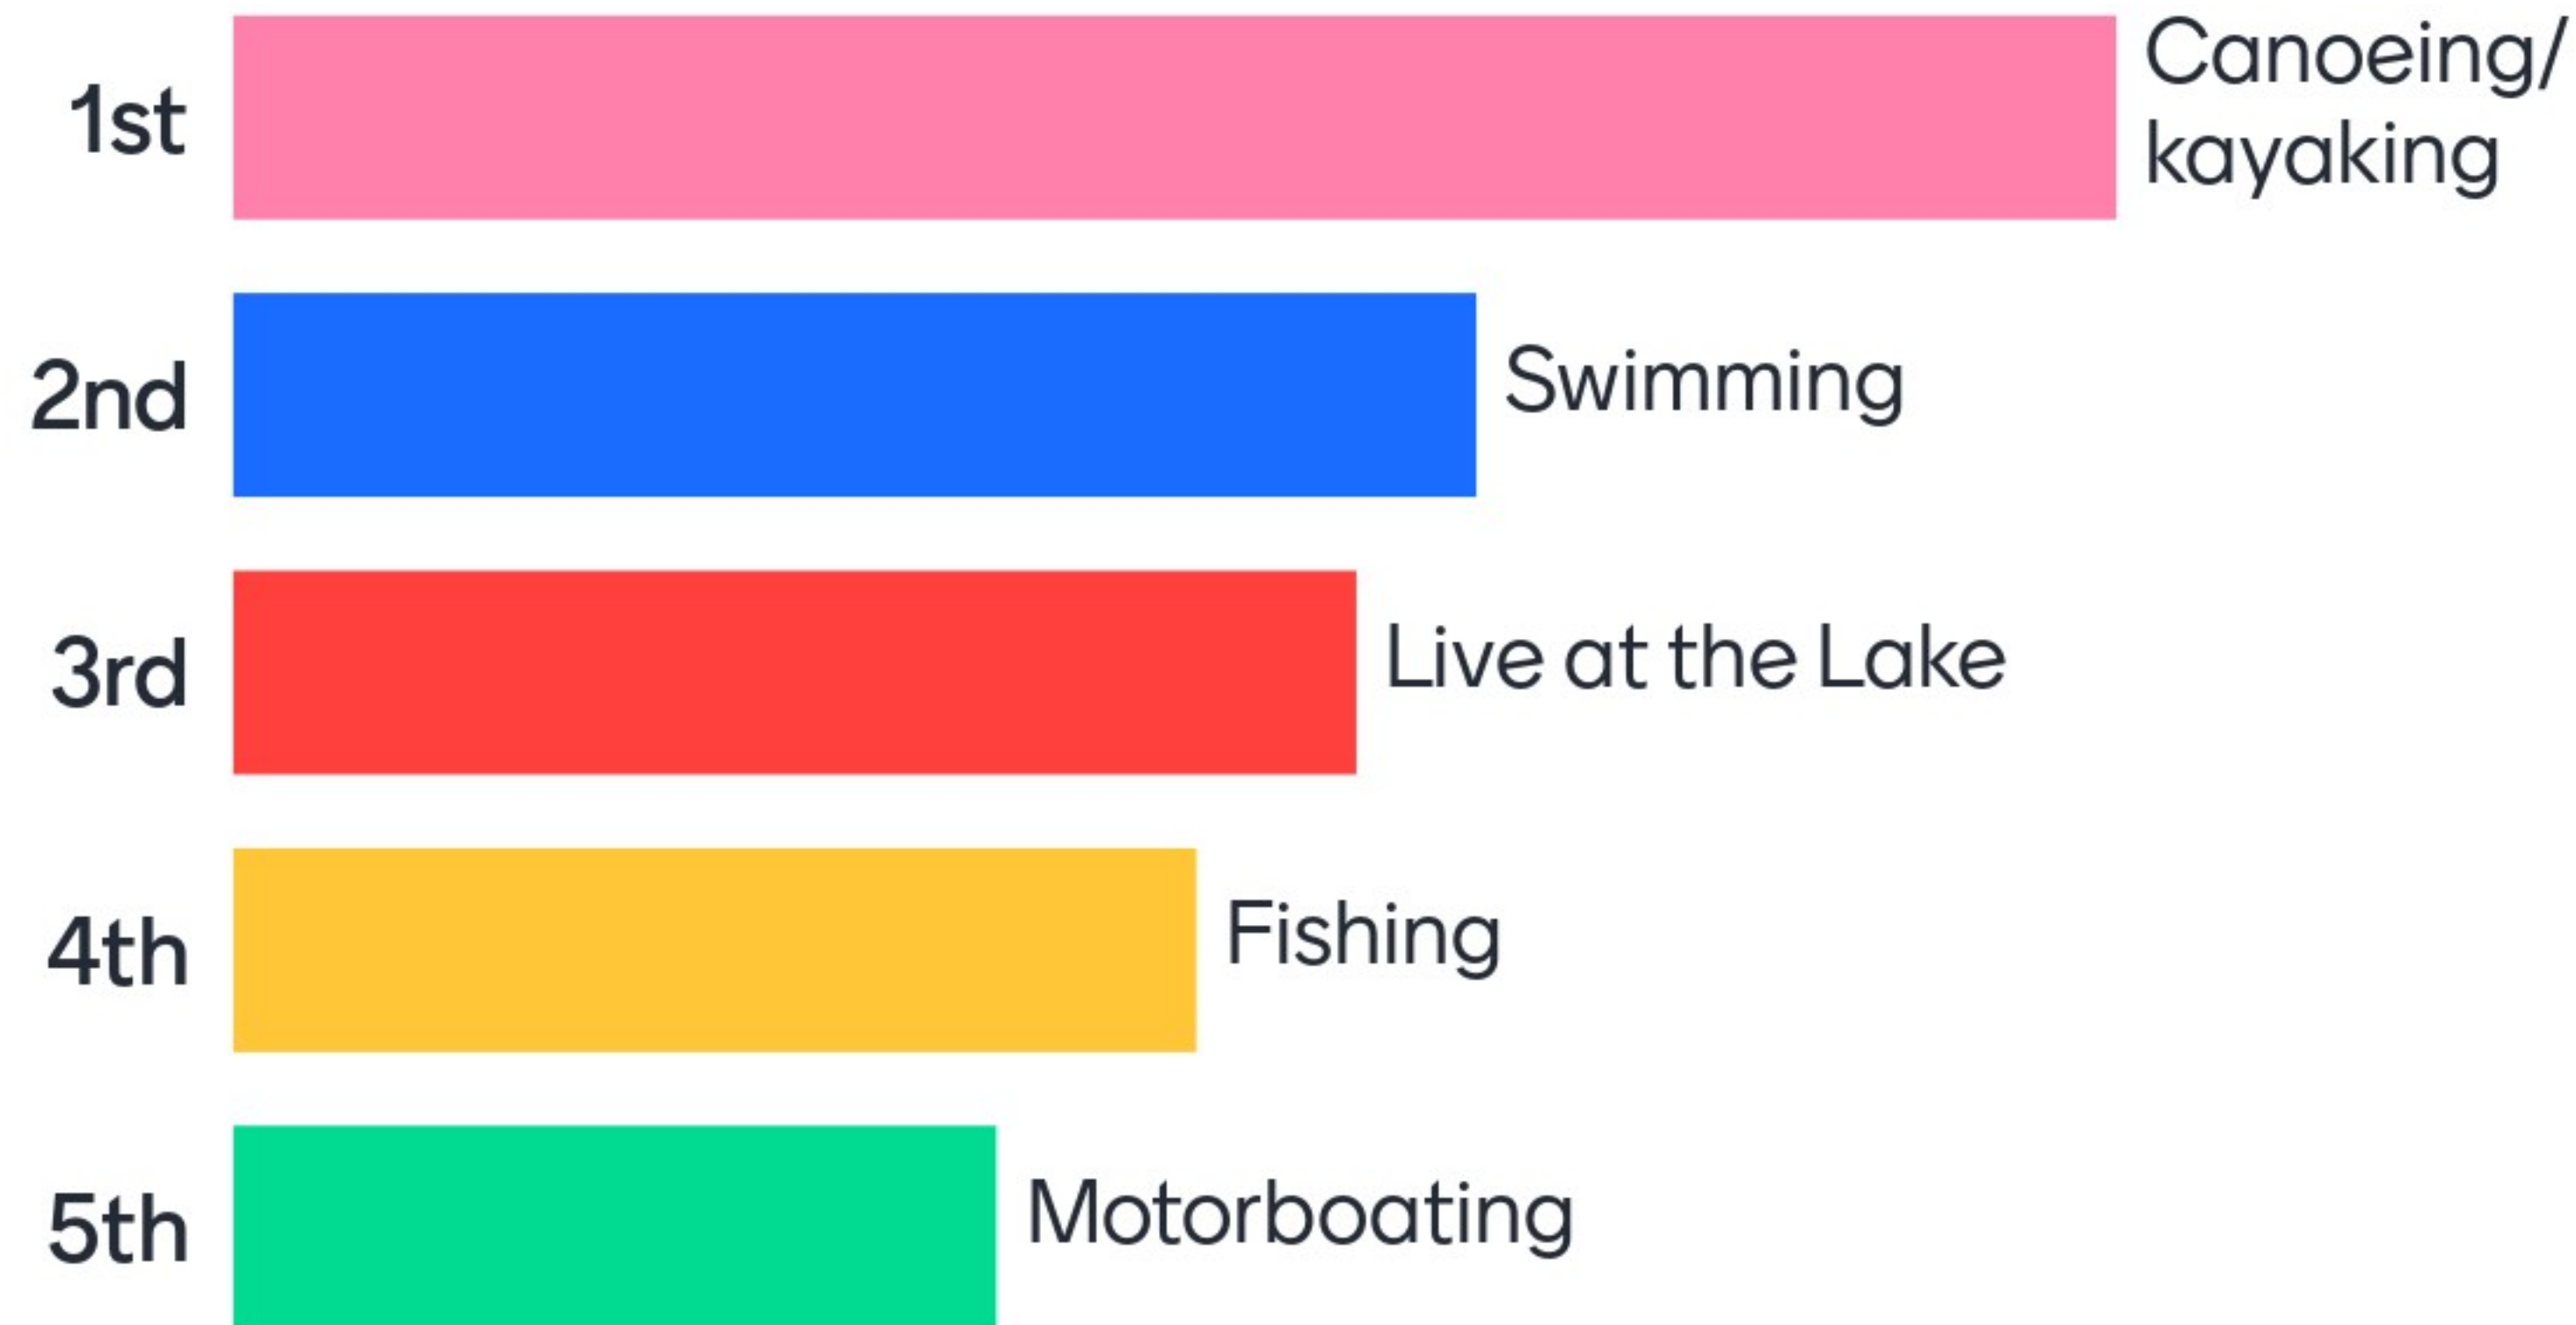 1st
Canoeing/
kayaking
2nd
Swimming
3rd
Live at the Lake
4th
Fishing
5th
Motorboating